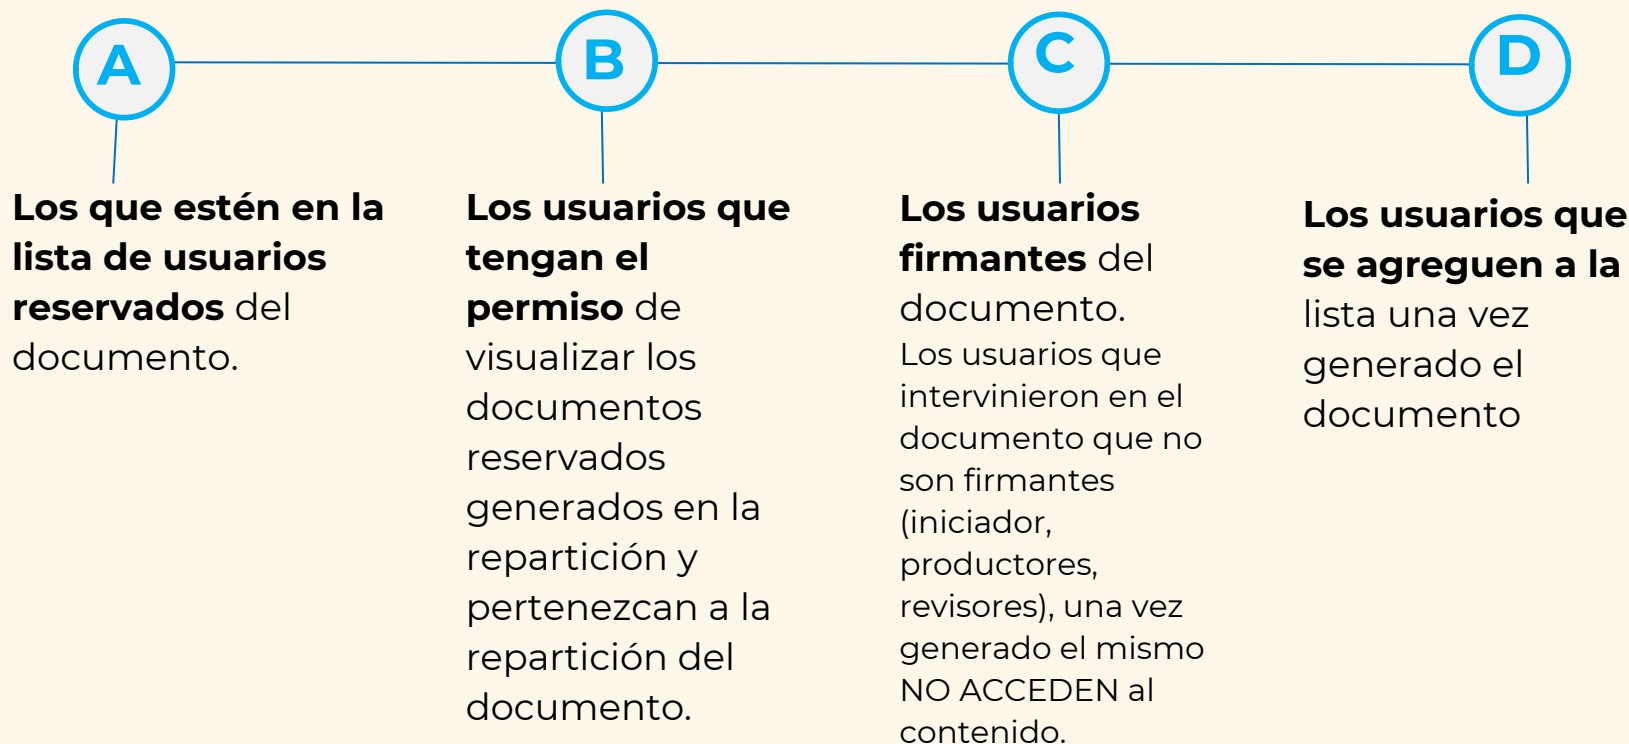 A
Los que estén en la
lista de usuarios
reservados del
documento.
B
Los usuarios que
tengan el
permiso de
visualizar los
documentos
reservados
generados en la
repartición y
pertenezcan a la
repartición del
documento.
C
Los usuarios
firmantes del
documento.
Los usuarios que
intervinieron en el
documento que no
son firmantes
(iniciador,
productores,
revisores), una vez
generado el mismo
NO ACCEDEN al
contenido.
D
Los usuarios que
se agreguen a la
lista una vez
generado el
documento